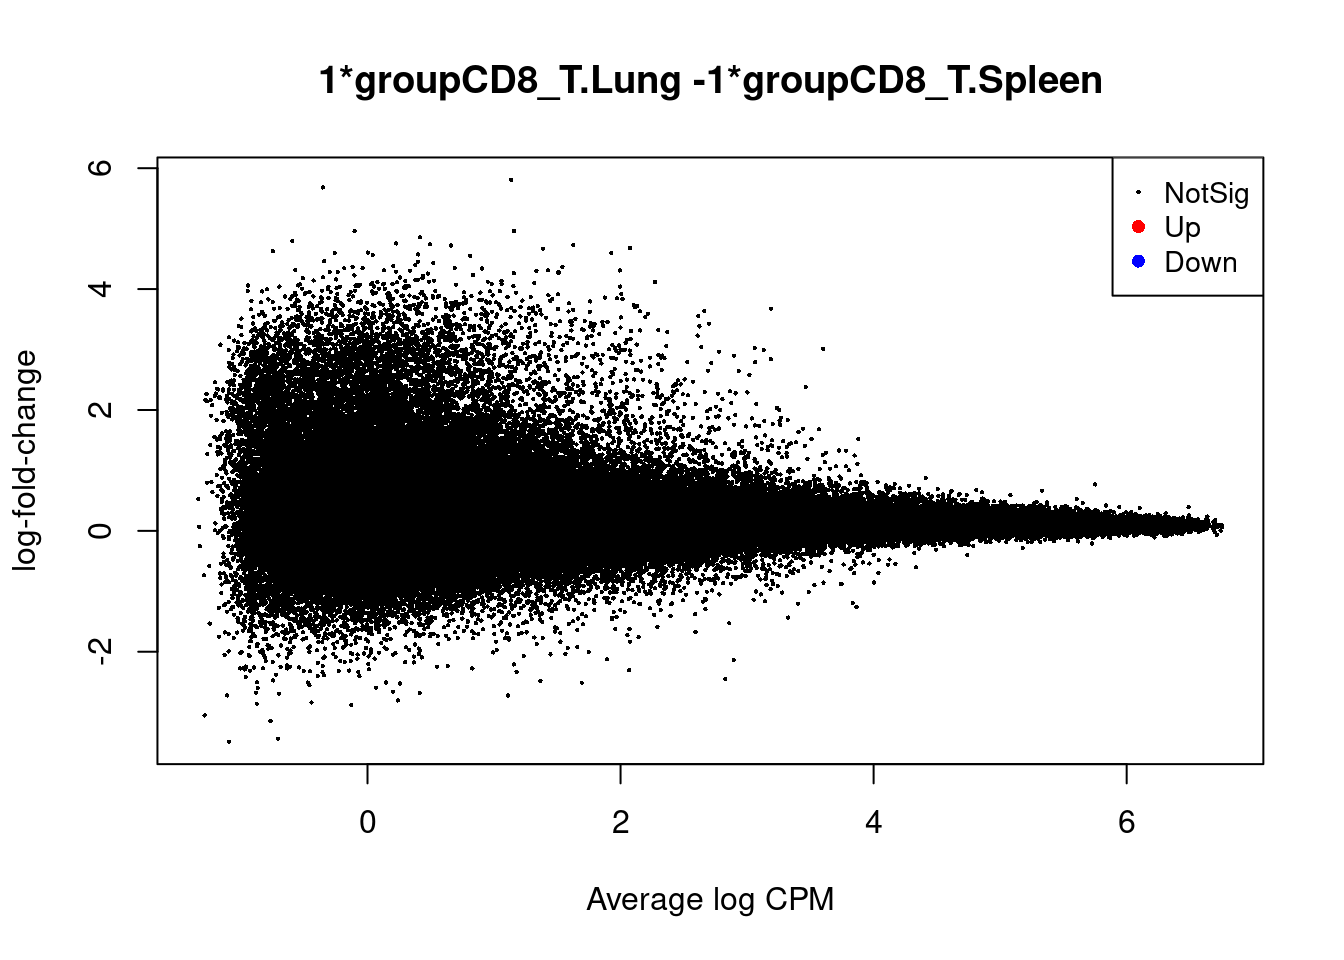 1*groupCD8_T.Lung -1*groupCD8_T.Spleen
NotSig
Up
Down
6
4
2
0
-2
log-fold-change
0 2 4 6
Average log CPM